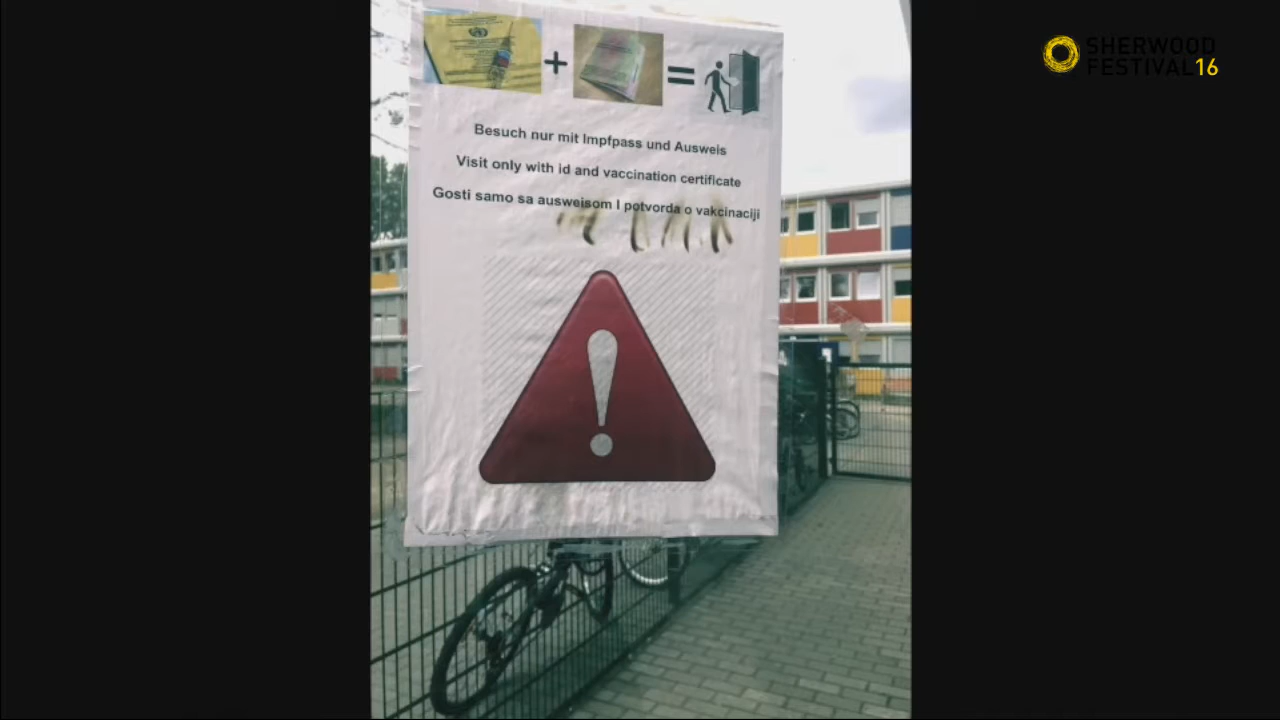 SHERWOOD
FESTIVAL16
+ =
Besuch nur mit Impfpass und Ausweis
Visit only with id and vaccination certificate
Gosti samo sa ausweisom I potvorda o vakcinaciji